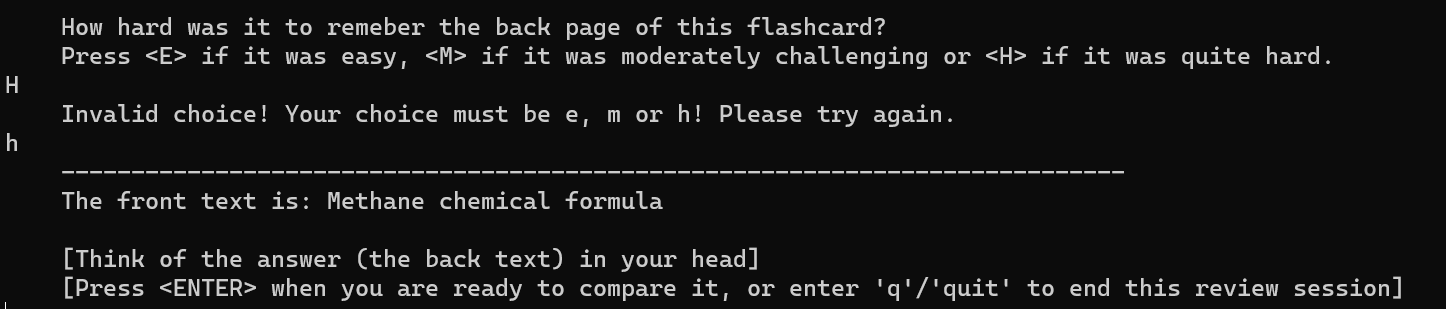 How hard was it to remeber the back page of this flashcard?
Press <E> if it was easy, <M> if it was moderately challenging or <H> if it was quite hard.
H
Invalid choice! Your choice must be e, m or h! Please try again.
h
----------------------------------------------------------------------------
The front text is: Methane chemical formula
[Think of the answer (the back text) in your head]
[Press <ENTER> when you are ready to compare it, or enter 'q'/'quit' to end this review session]